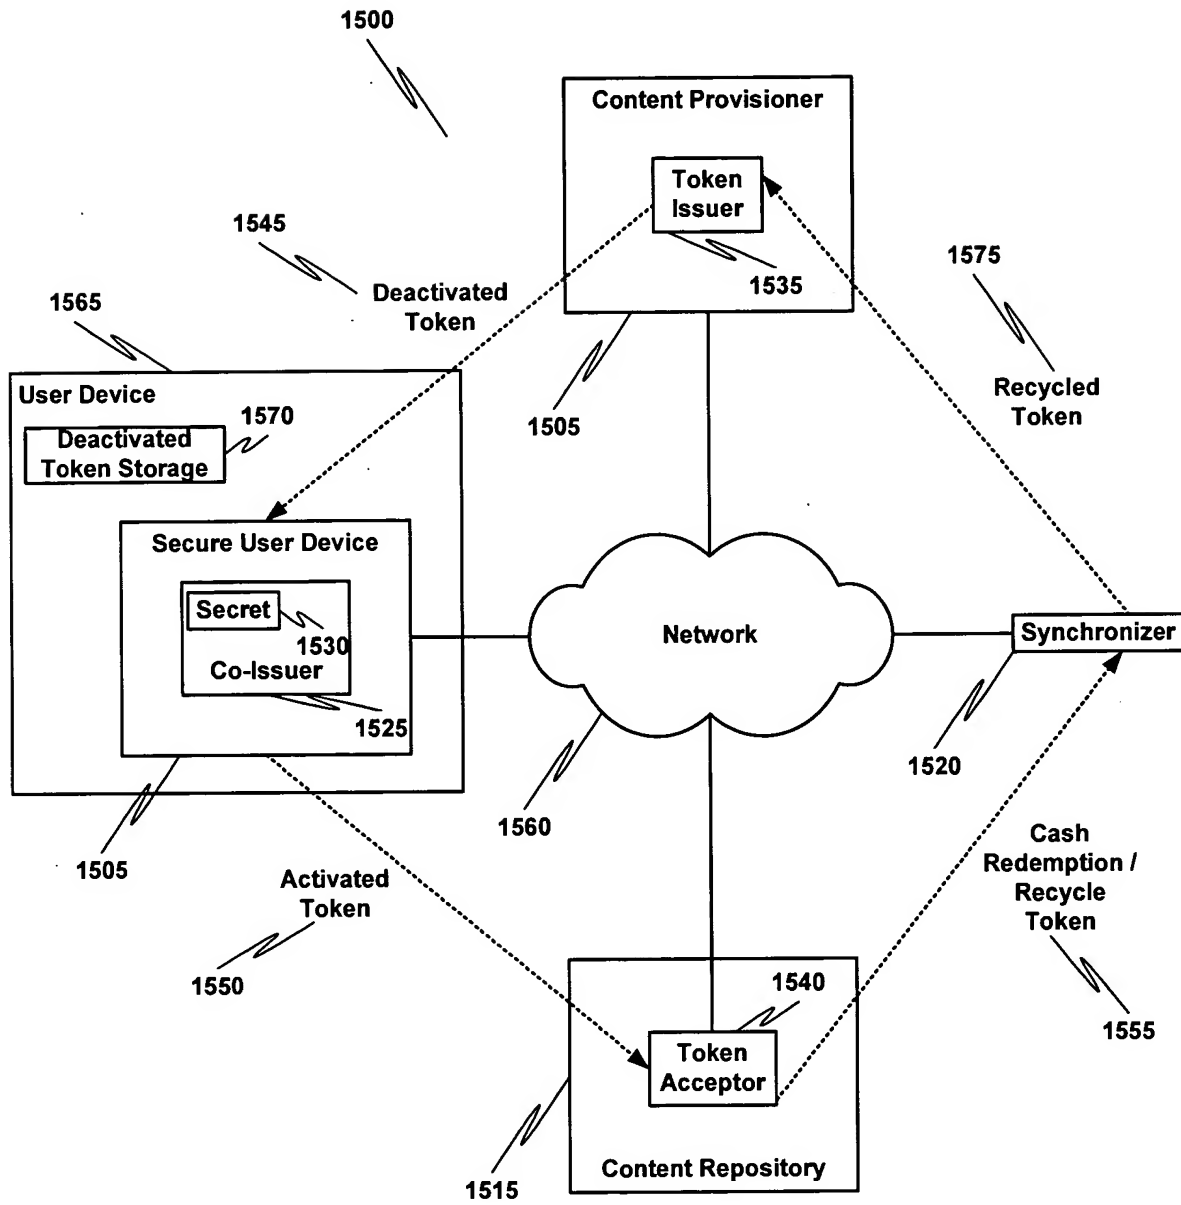 1500
Content Provisioner
Token
Issuer
1535
1545
Deactivated
Token
1575
Recycled
Token
1565
User Device
1570
Deactivated
Token Storage
1505
Secure User Device
Secret
1530
Co-Issuer
1525
Network
Synchronizer
1520
1560
1505
Activated
Token
1550
Cash
Redemption /
Recycle
Token
1555
1540
Token
Acceptor
Content Repository
1515